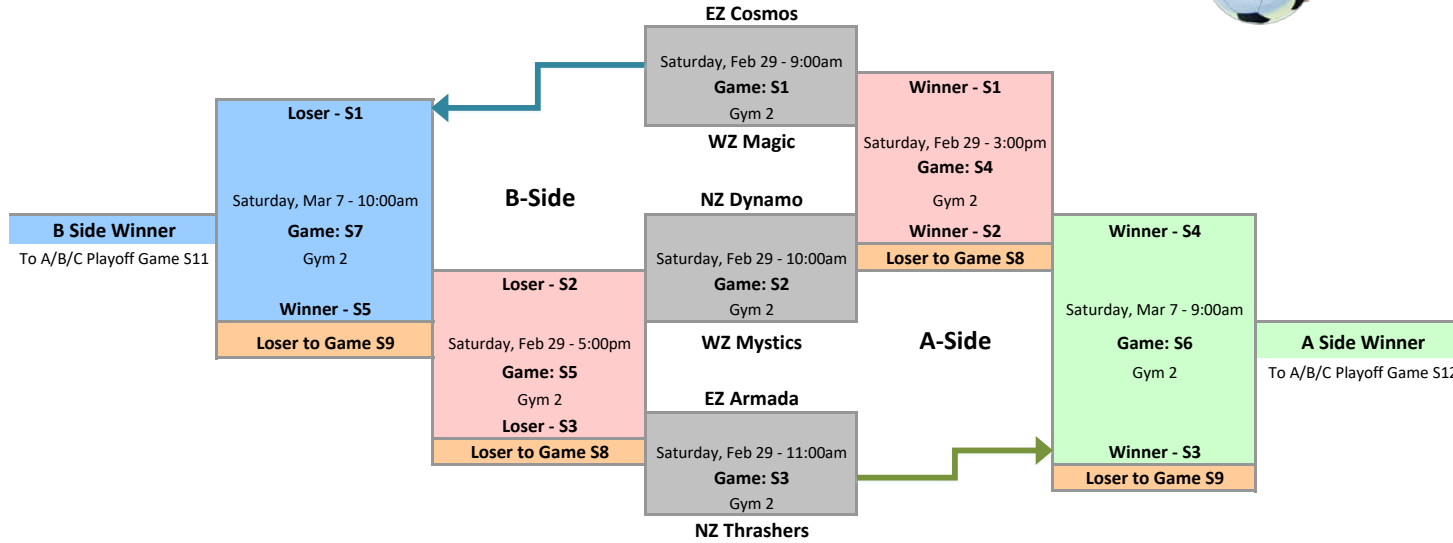 EZ Cosmos
Saturday, Feb 29 - 9:00am
Game: S1
Gym 2
WZ Magic
Loser - S1
Saturday, Mar 7 - 10:00am
Game: S7
Gym 2
Winner - S5
Loser to Game S9
B Side Winner
To A/B/C Playoff Game S11
B-Side
Loser - S2
Saturday, Feb 29 - 5:00pm
Game: S5
Gym 2
Loser - S3
Loser to Game S8
NZ Dynamo
Saturday, Feb 29 - 10:00am
Game: S2
Gym 2
WZ Mystics
EZ Armada
Saturday, Feb 29 - 11:00am
Game: S3
Gym 2
NZ Thrashers
Winner - S1
Saturday, Feb 29 - 3:00pm
Game: S4
Gym 2
Winner - S2
Loser to Game S8
A-Side
Winner - S4
Saturday, Mar 7 - 9:00am
Game: S6
Gym 2
Winner - S3
Loser to Game S9
A Side Winner
To A/B/C Playoff Game S12